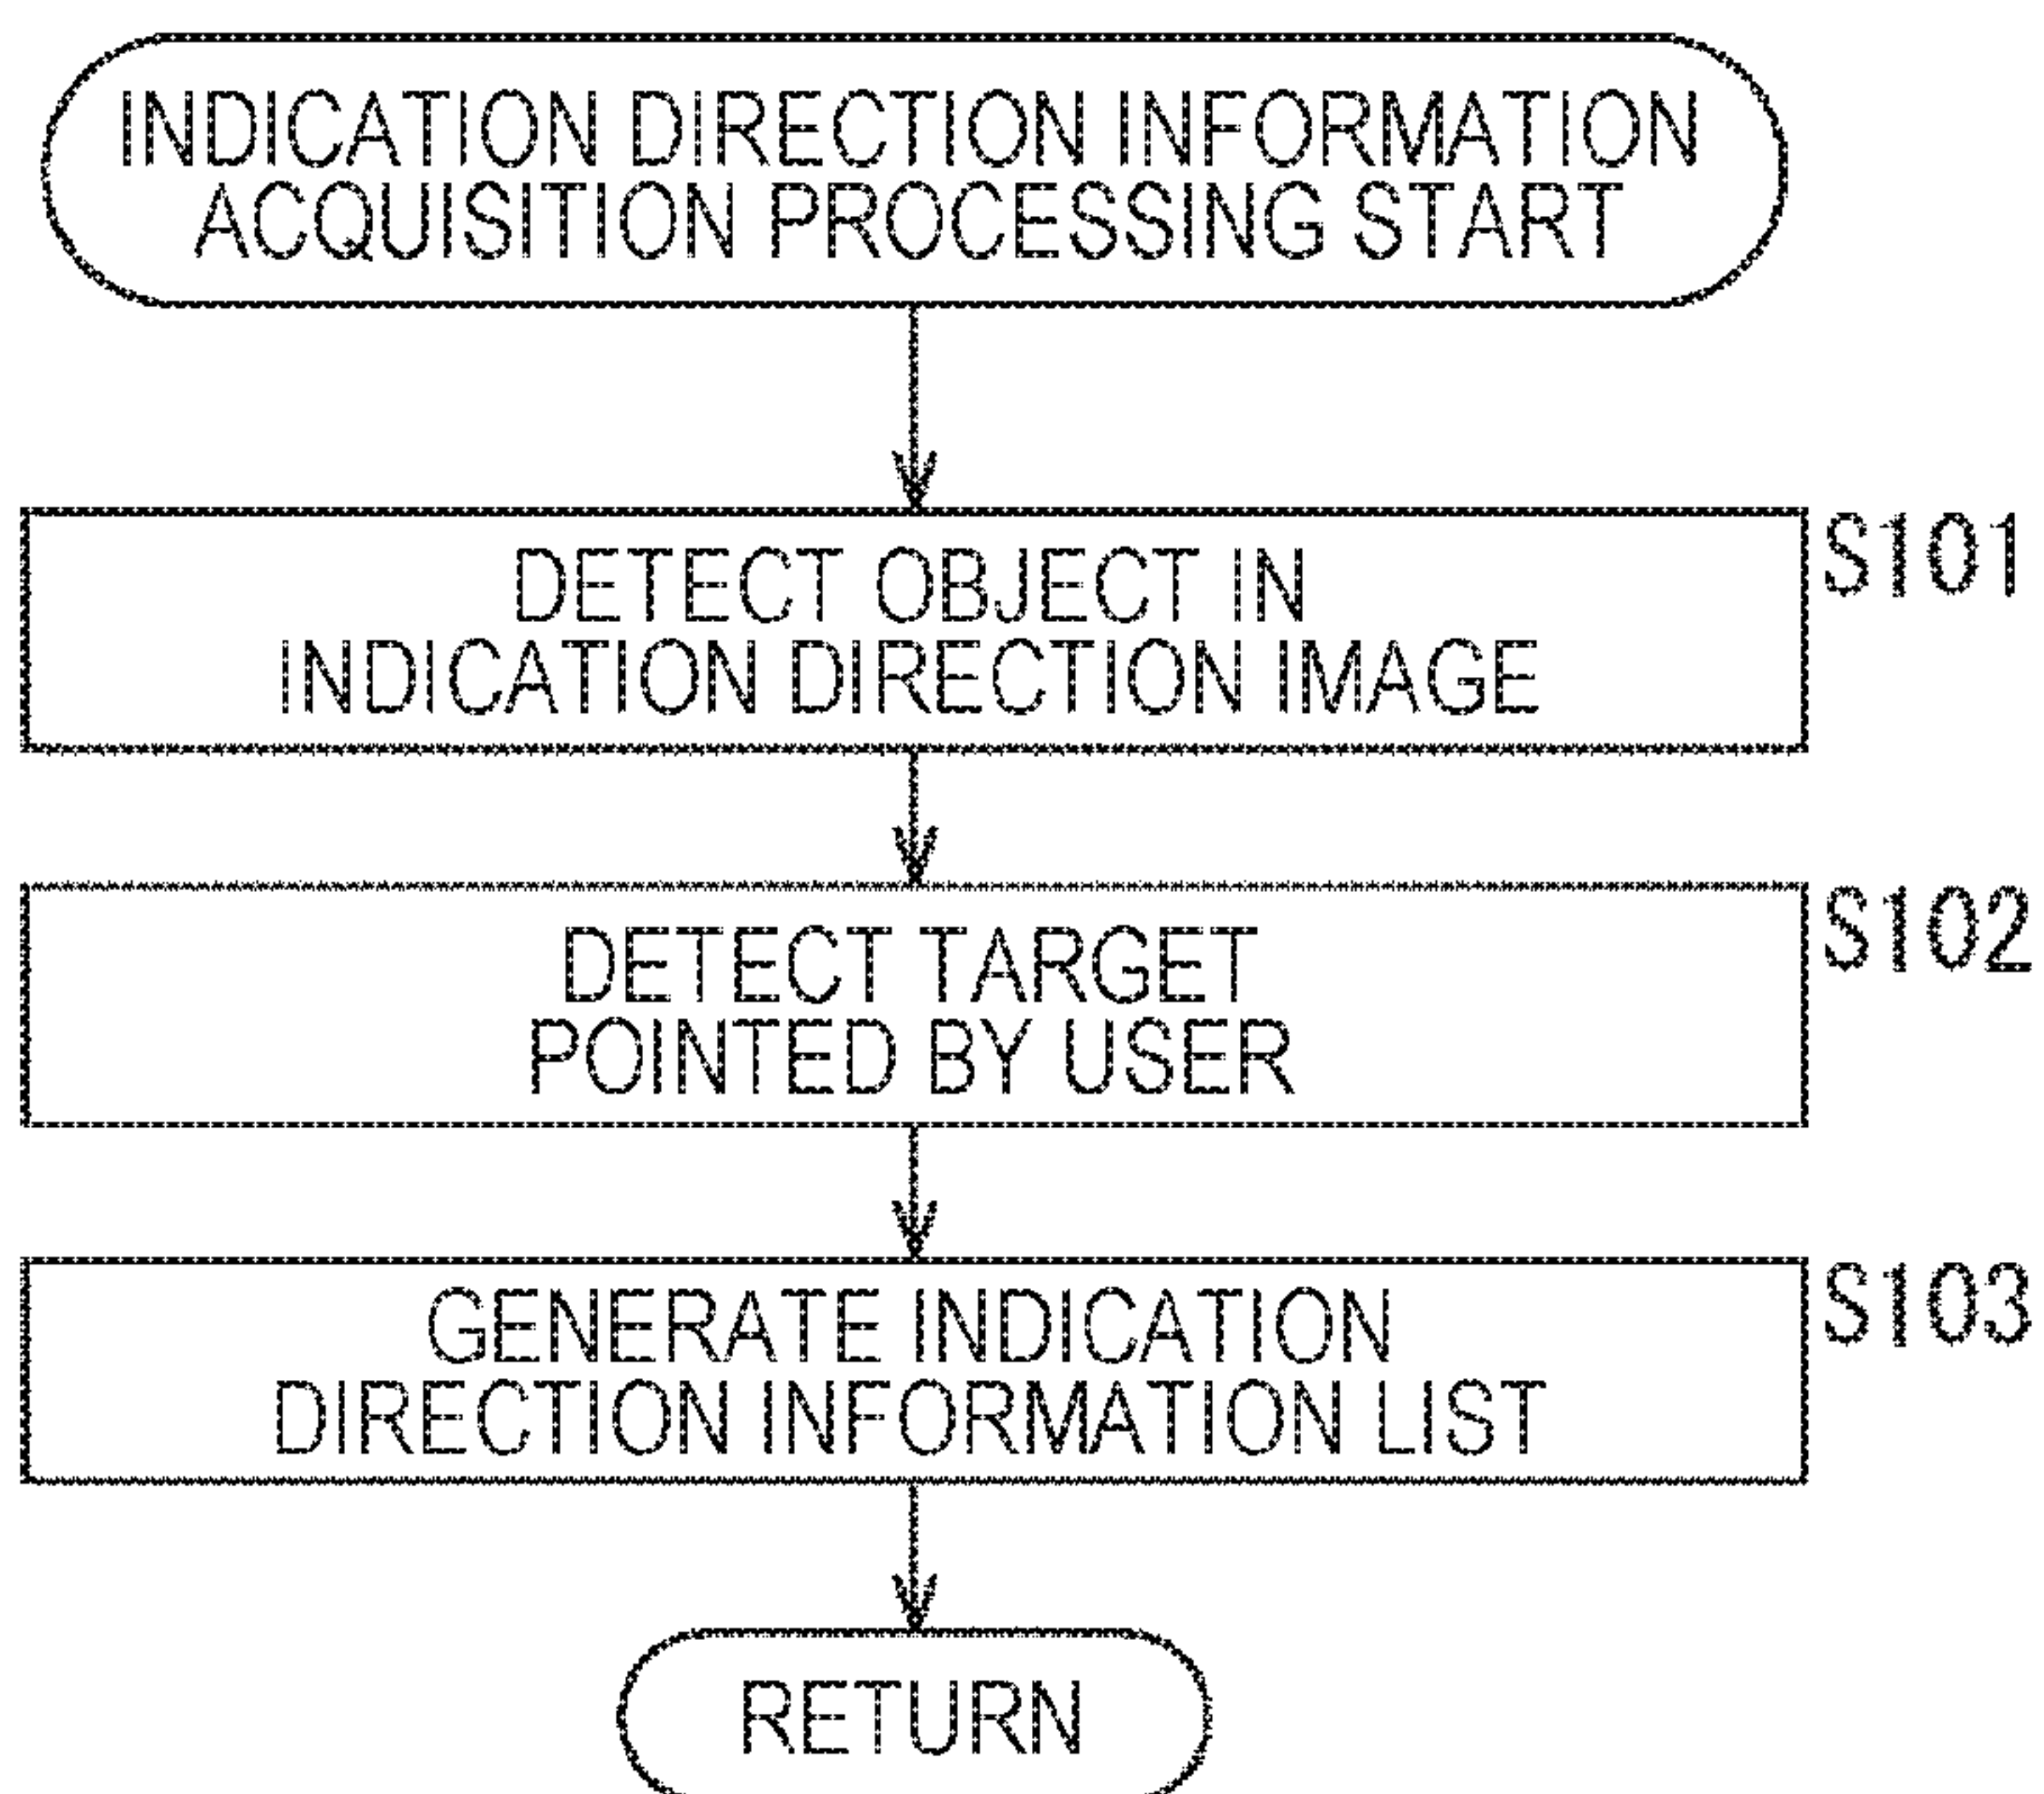 INDICATION DIRECTION INFORMATION
ACQUISITION PROCESSING START
S101
DETECT OBJECT IN
INDICATION DIRECTION IMAGE
S102
DETECT TARGET
POINTED BY USER
S103
GENERATE INDICATION
DIRECTION INFORMATION LIST
RETURN